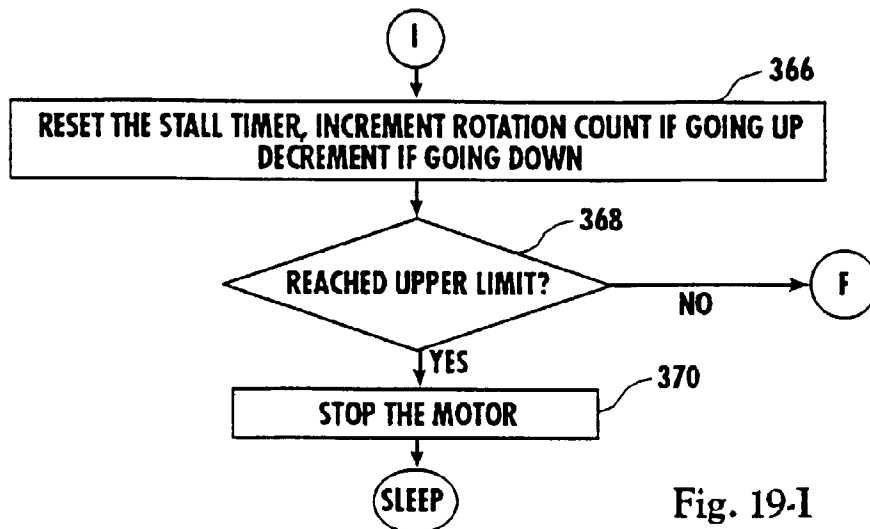 I
366
RESET THE STALL TIMER, INCREMENT ROTATION COUNT IF GOING UP
DECREMENT IF GOING DOWN
368
REACHED UPPER LIMIT?
F
NO
YES
370
STOP THE MOTOR
SLEEP
Fig. 19-I